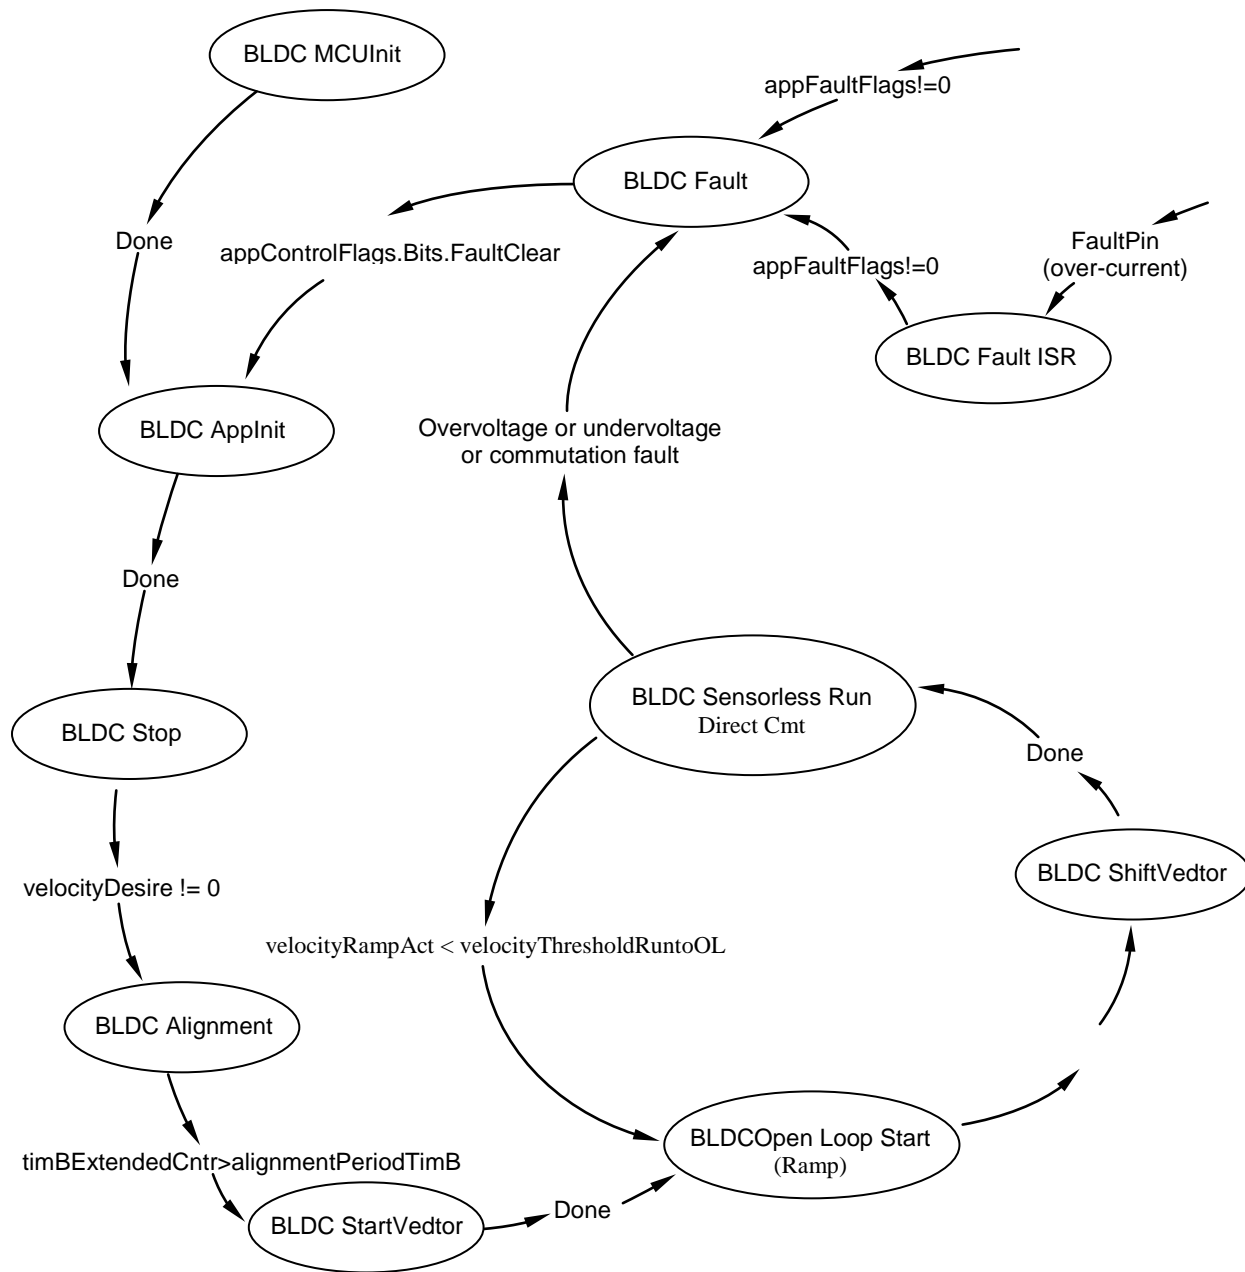 BLDC MCUInit
appFaultFlags!=0
BLDC Fault
Done
appControlFlags.Bits.FaultClear
appFaultFlags!=0
FaultPin
(over-current)
BLDC Fault ISR
BLDC AppInit
Overvoltage or undervoltage
or commutation fault
Done
BLDC Stop
BLDC Sensorless Run
Direct Cmt
Done
BLDC ShiftVedtor
velocityDesire != 0
velocityRampAct < velocityThresholdRuntoOL
BLDC Alignment
BLDCOpen Loop Start
(Ramp)
timBExtendedCntr>alignmentPeriodTimB
BLDC StartVedtor
Done